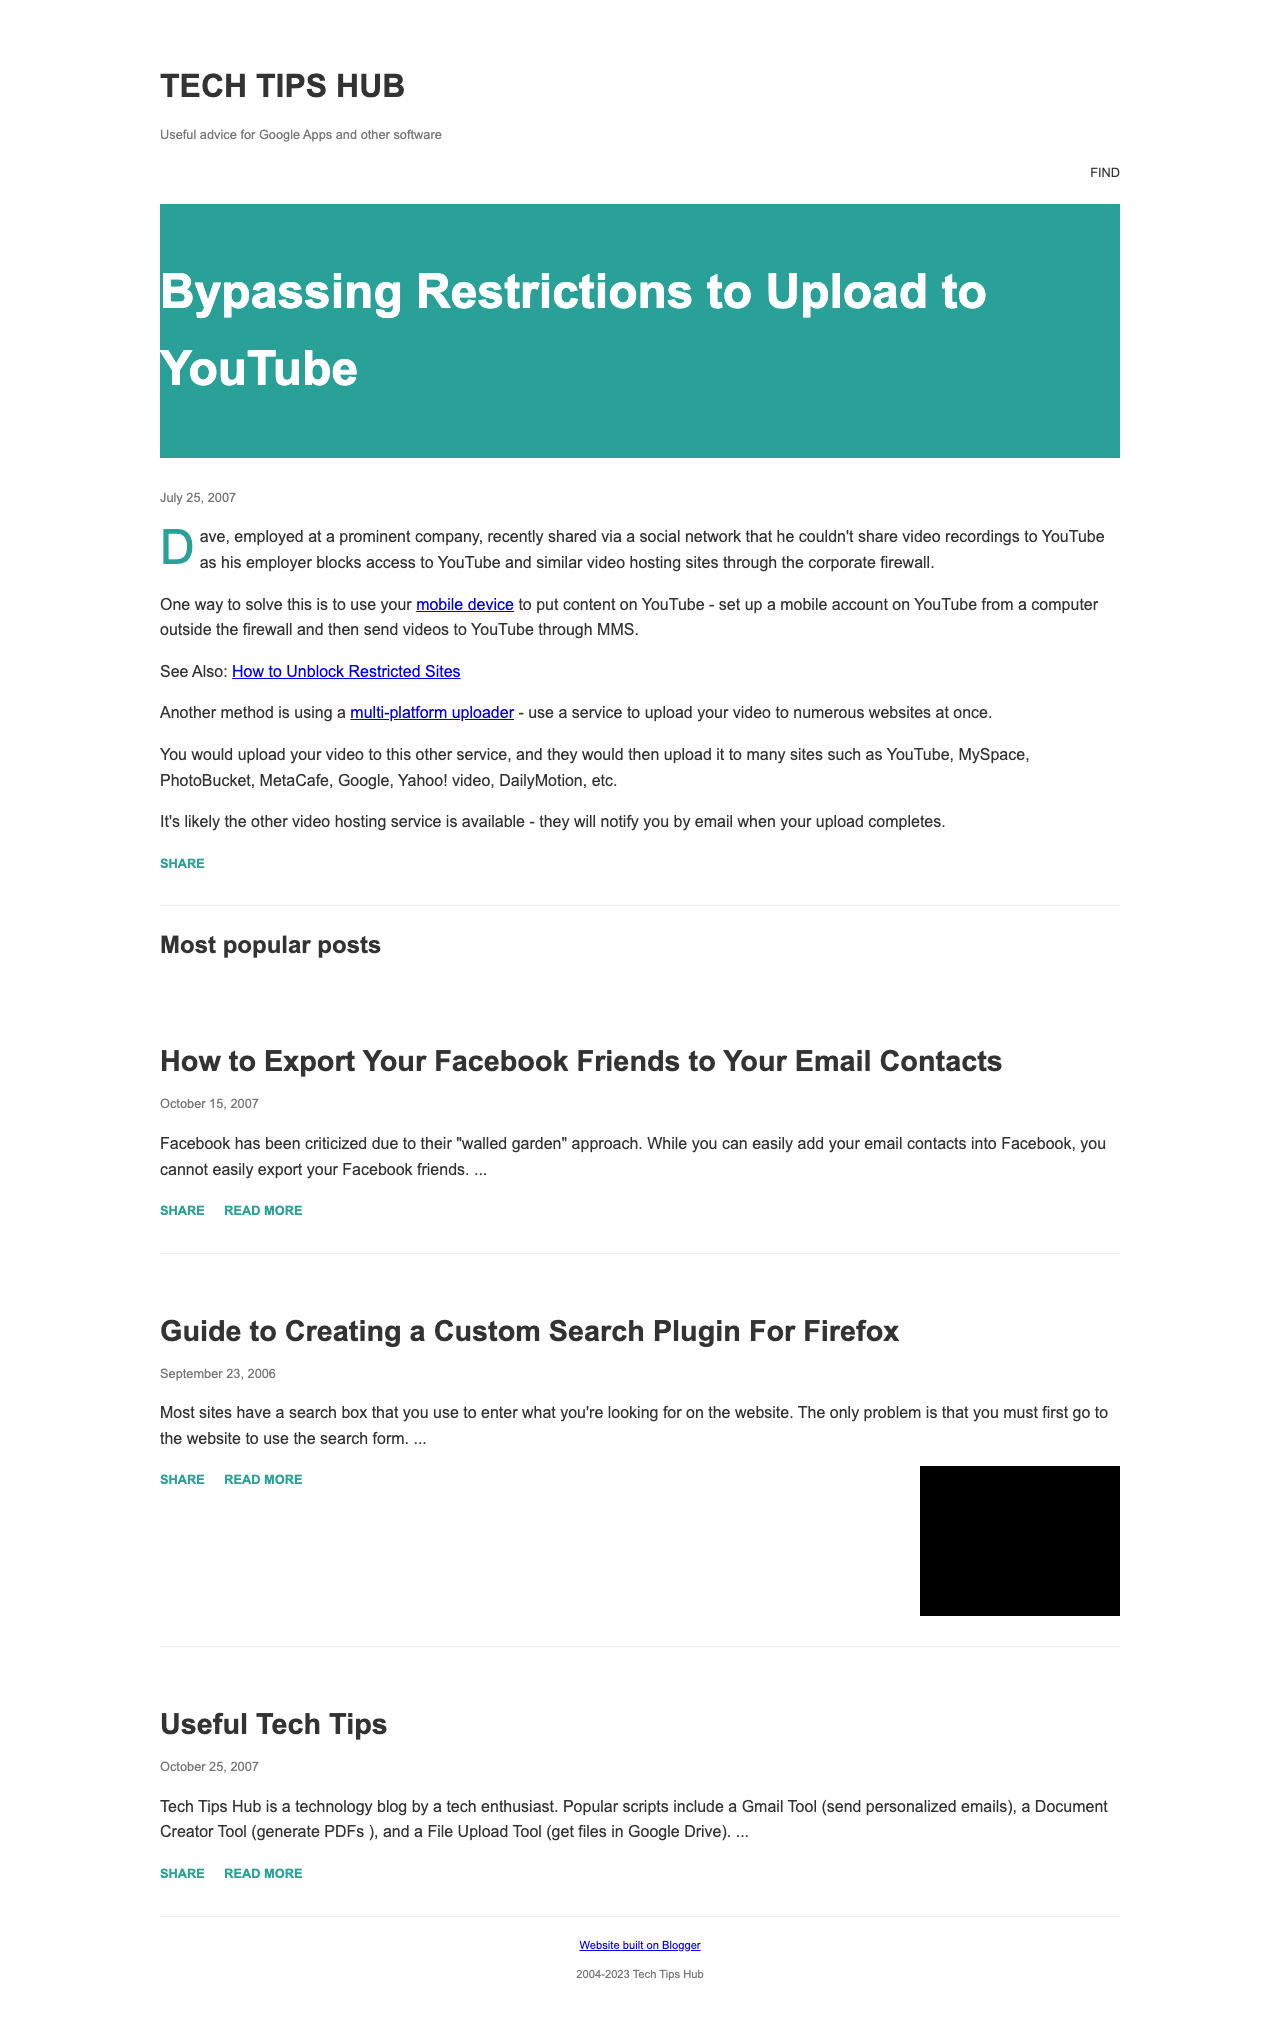 TECH TIPS HUB
Useful advice for Google Apps and other software
FIND
Bypassing Restrictions to Upload to
YouTube
July 25, 2007
Dave, employed at a prominent company, recently shared via a social network that he couldn't share video recordings to YouTube
as his employer blocks access to YouTube and similar video hosting sites through the corporate firewall.
One way to solve this is to use your mobile device to put content on YouTube - set up a mobile account on YouTube from a computer
outside the firewall and then send videos to YouTube through MMS.
See Also: How to Unblock Restricted Sites
Another method is using a multi-platform uploader - use a service to upload your video to numerous websites at once.
You would upload your video to this other service, and they would then upload it to many sites such as YouTube, MySpace,
PhotoBucket, MetaCafe, Google, Yahoo! video, DailyMotion, etc.
It's likely the other video hosting service is available - they will notify you by email when your upload completes.
SHARE
Most popular posts
How to Export Your Facebook Friends to Your Email Contacts
October 15, 2007
Facebook has been criticized due to their "walled garden" approach. While you can easily add your email contacts into Facebook, you
cannot easily export your Facebook friends. ...
SHARE READ MORE
Guide to Creating a Custom Search Plugin For Firefox
September 23, 2006
Most sites have a search box that you use to enter what you're looking for on the website. The only problem is that you must first go to
the website to use the search form. ...
SHARE READ MORE
Useful Tech Tips
October 25, 2007
Tech Tips Hub is a technology blog by a tech enthusiast. Popular scripts include a Gmail Tool (send personalized emails), a Document
Creator Tool (generate PDFs ), and a File Upload Tool (get files in Google Drive). ...
SHARE READ MORE
Website built on Blogger
2004-2023 Tech Tips Hub